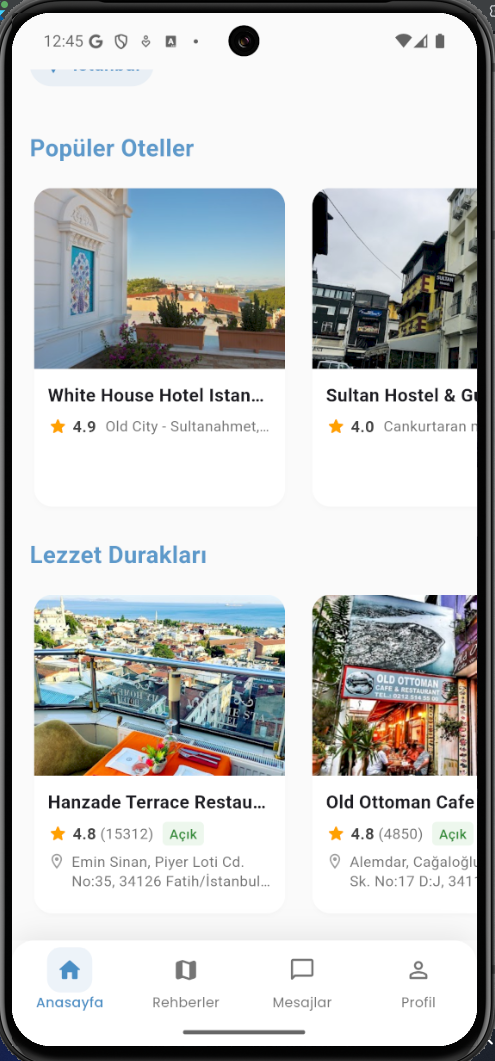 12:45
Popüler Oteller
White House Hotel Istan...
4.9 Old City - Sultanahmet,...
SULTAN
Sultan Hostel & Gu
4.0 Cankurtaran
Lezzet Durakları
Hanzade Terrace Restau...
4.8 (15312) Açık
Emin Sinan, Piyer Loti Cd.
No:35, 34126 Fatih/İstanbul...
OLD OTTOMAN
CAFE & RESTAURANT
Old Ottoman Cafe
4.8 (4850) Açık
Alemdar, Cağaloğlu
Sk. No:17 D:J, 341
Anasayfa
Rehberler
Mesajlar
Profil